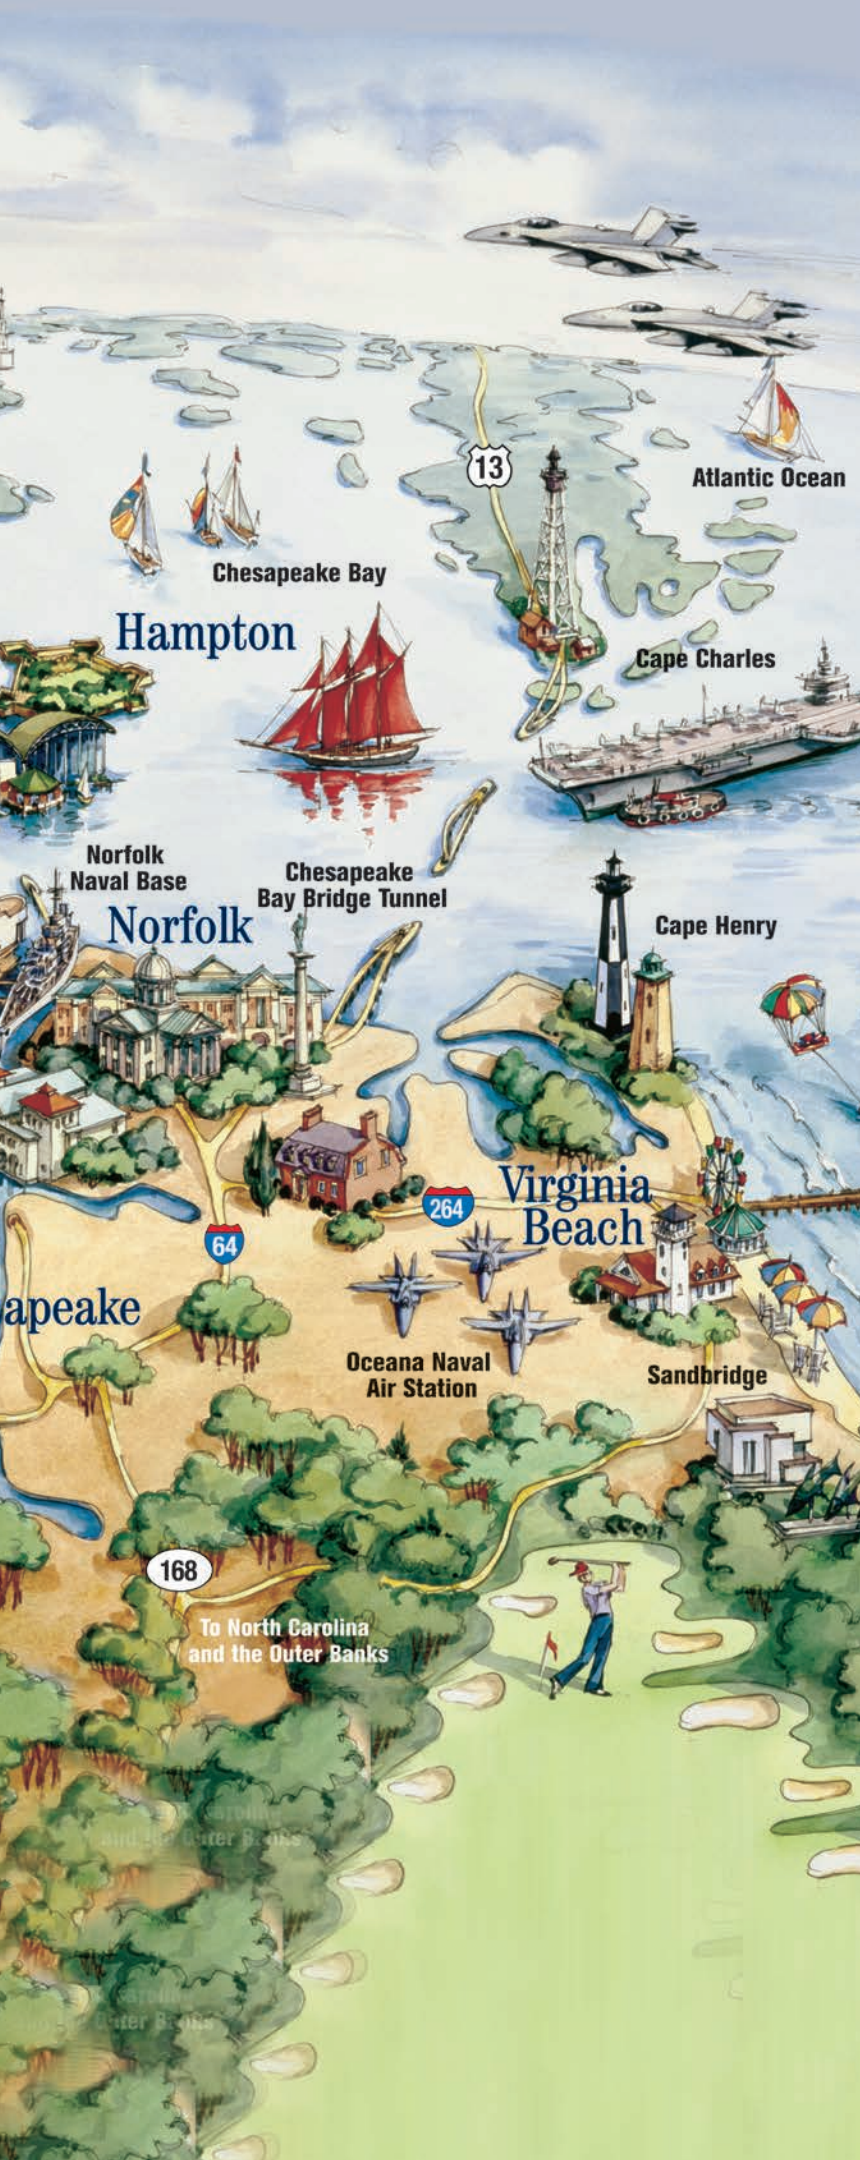 13
Atlantic Ocean
Chesapeake Bay
Hampton
Cape Charles
Norfolk
Naval Base
Chesapeake
Bay Bridge Tunnel
Norfolk
Cape Henry
Virginia
Beach
264
64
apeake
Oceana Naval
Air Station
Sandbridge
168
To North Carolina
and the Outer Banks